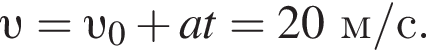 υ = υ₀ + at = 20 м/с.